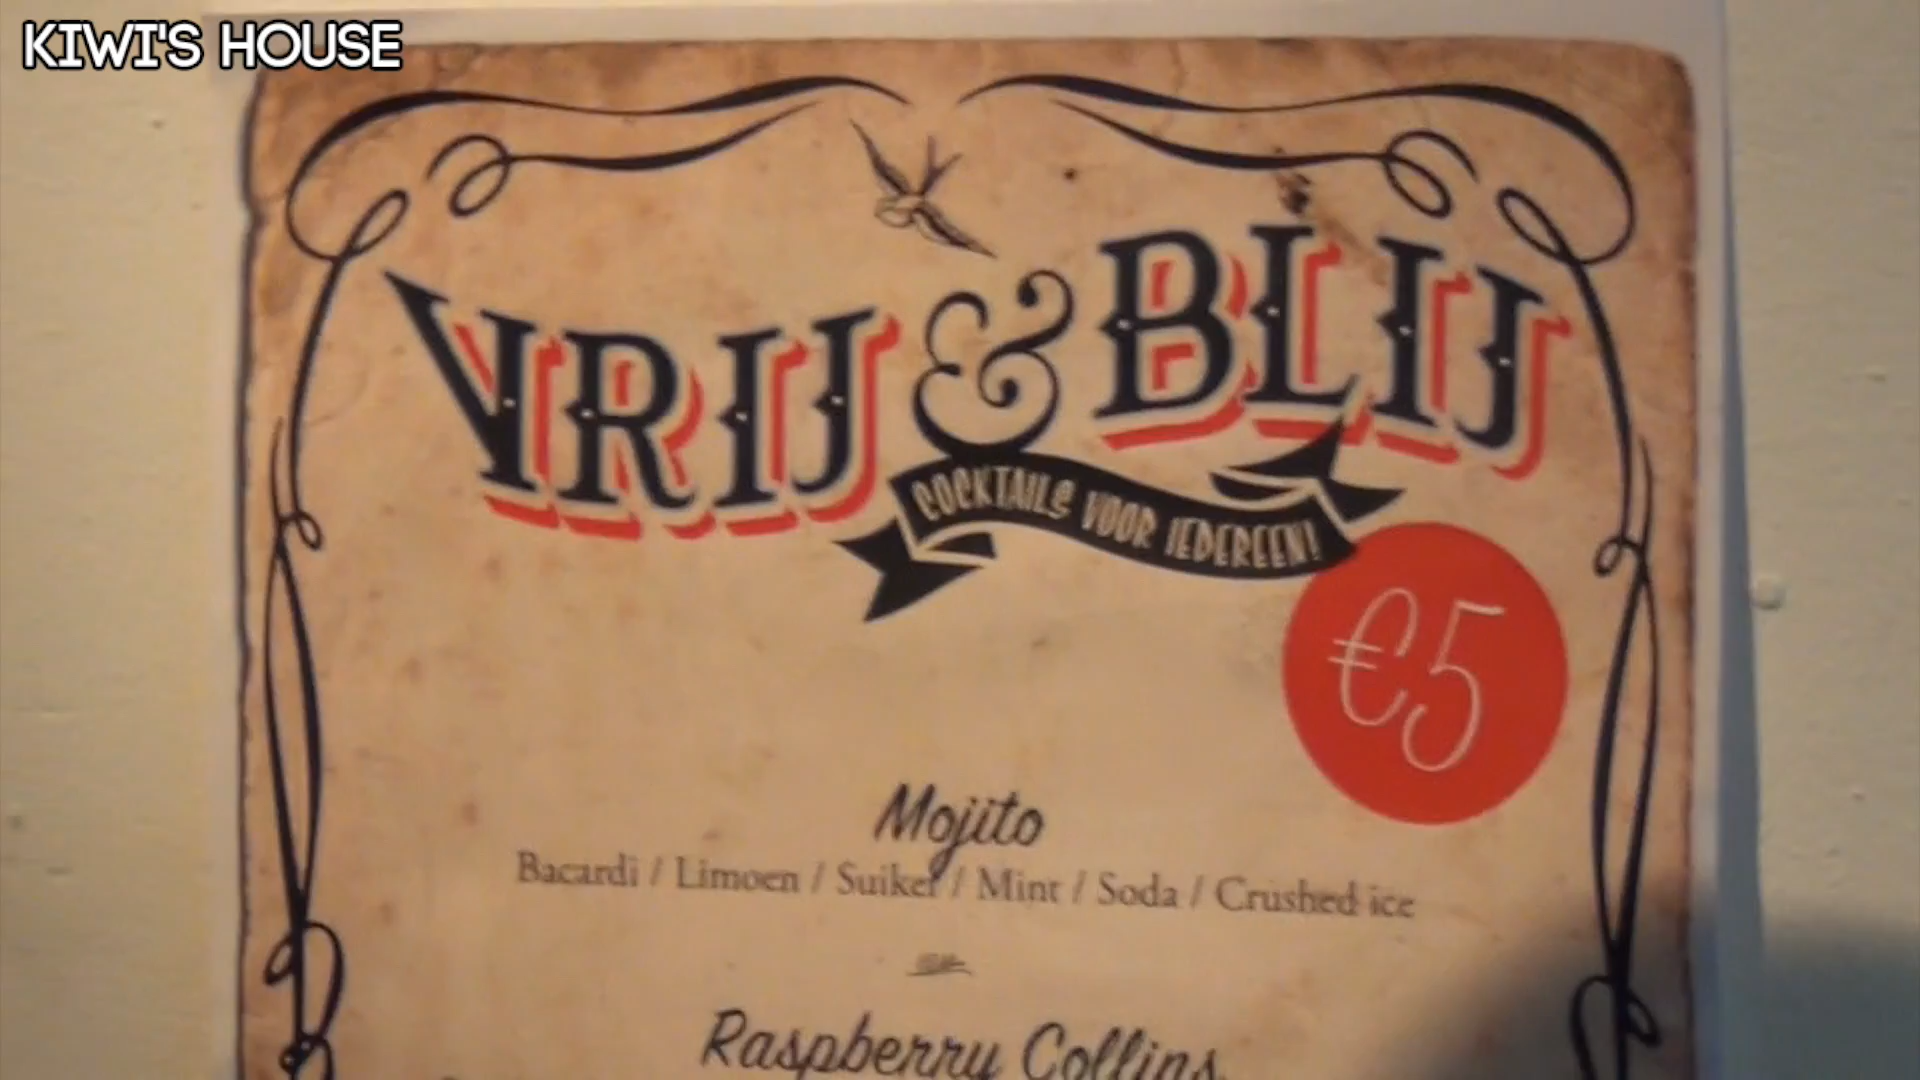 KIWI'S HOUSE
VRIJ & BLIJ
COCKTAILS VOOR IEDEREEN!
€5
Mojito
Bacardi / Limoen / Suiker / Mint / Soda / Crushed ice
Raspberry Collins